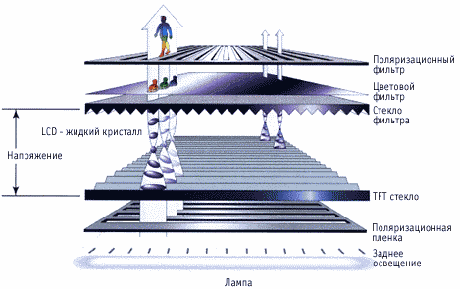 Поляризационный
фильтр
Цветовой
фильтр
Стекло
фильтра
LCD - жидкий кристалл
Напряжение
TFT стекло
Поляризационная
пленка
Заднее
освещение
Лампа